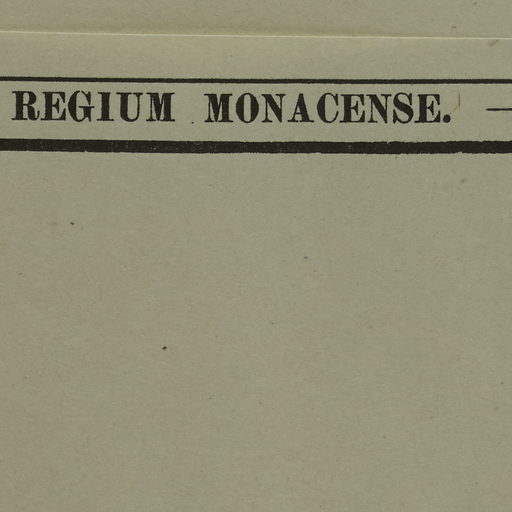 REGIUM MONACENSE. —